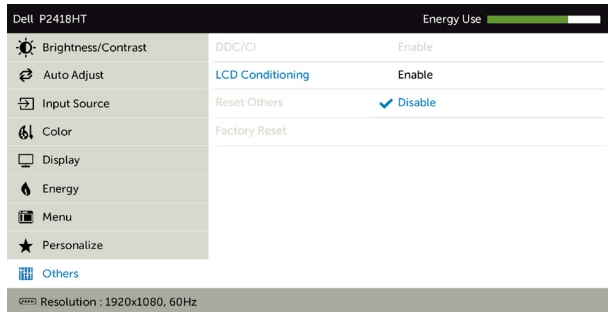 Dell P2418HT Energy Use
Brightness/Contrast DDC/CI Enable
Auto Adjust LCD Conditioning Enable
Input Source Reset Others Disable
Color Factory Reset
Display
Energy
Menu
Personalize
Others
Resolution : 1920x1080, 60Hz